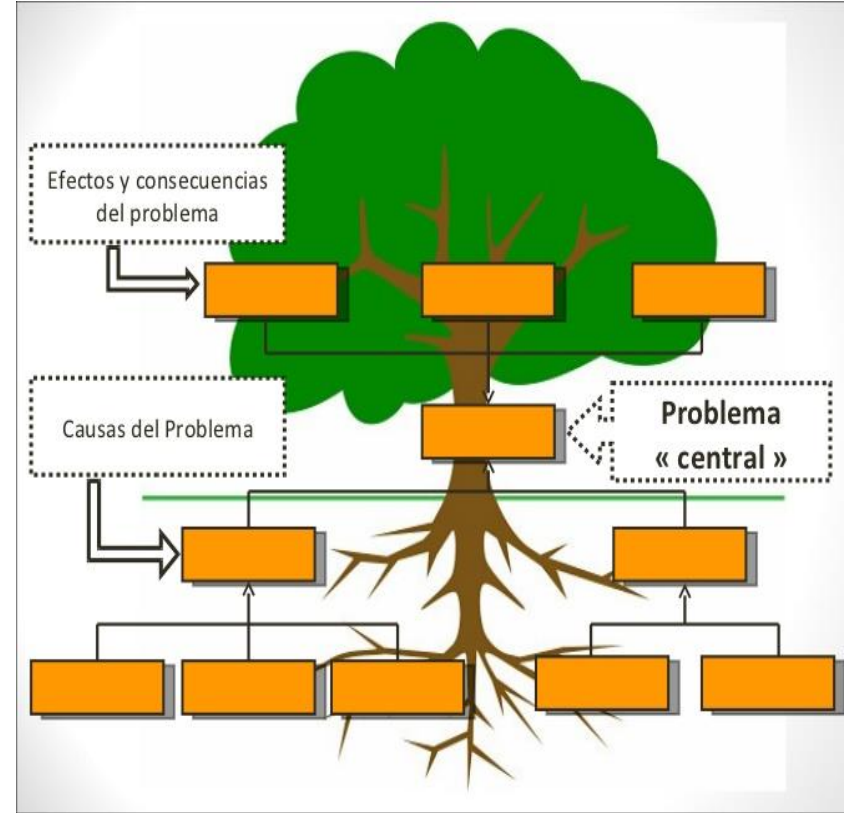 Efectos y consecuencias
del problema
Causas del Problema
Problema
« central »